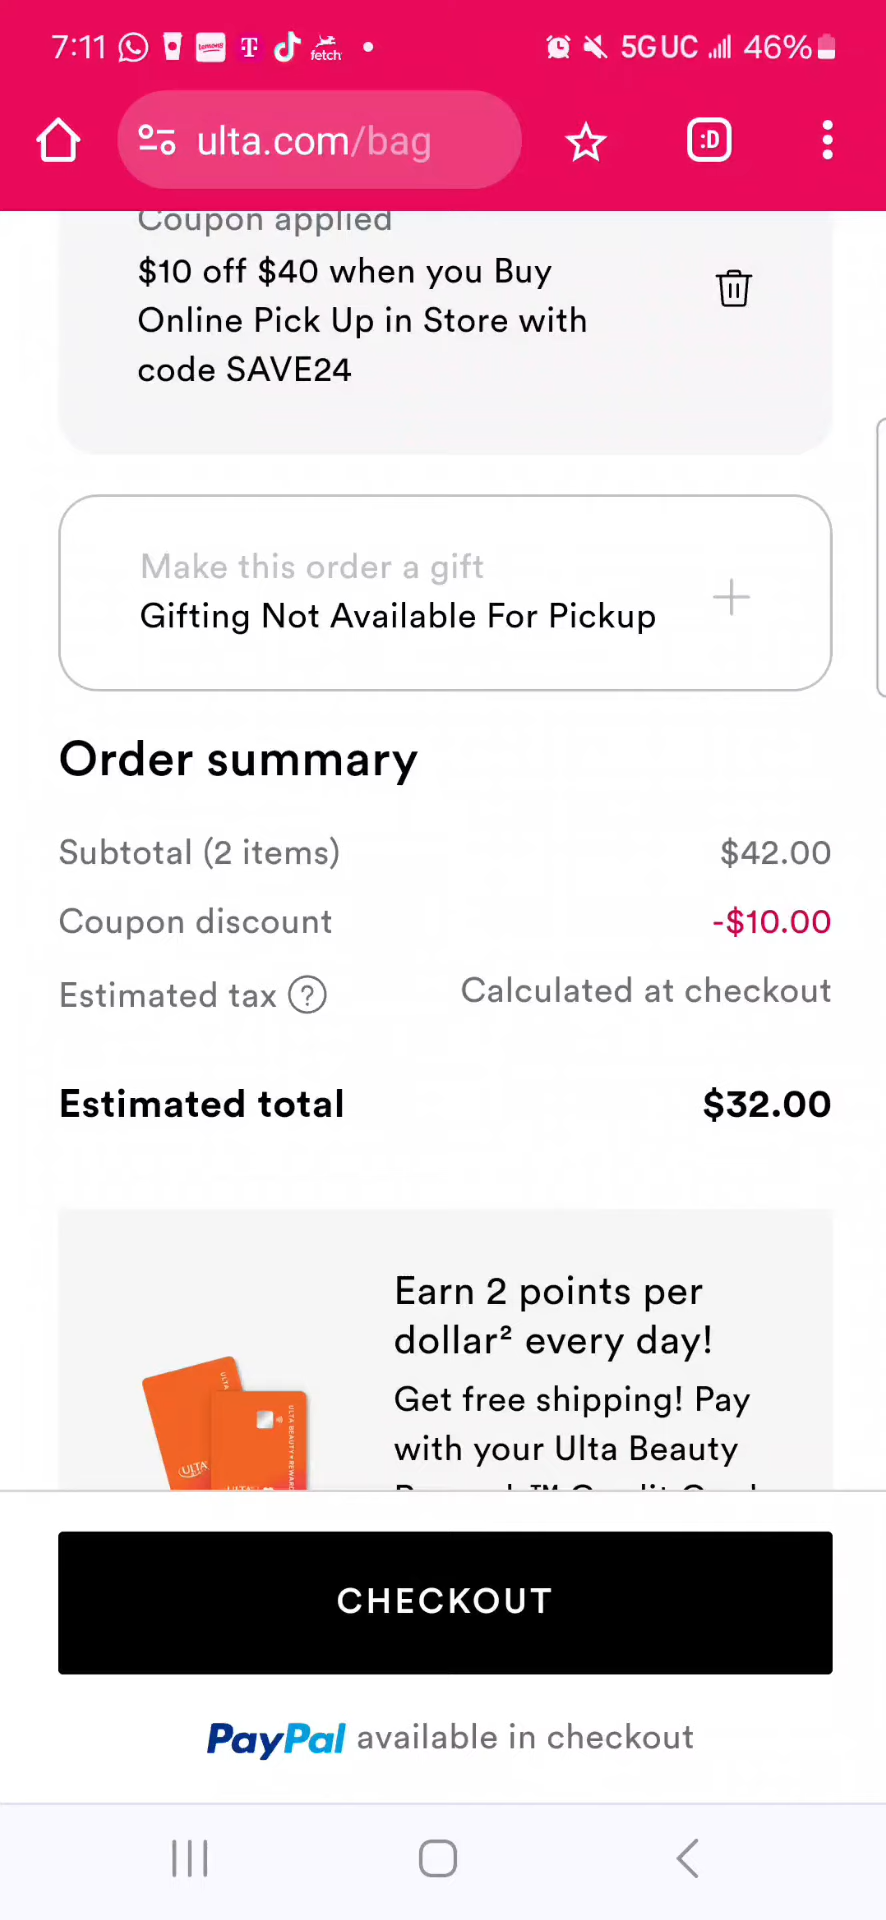 7:11 fetch 5G UC 46%
ulta.com/bag :D
Coupon applied
$10 off $40 when you Buy
Online Pick Up in Store with
code SAVE24
Make this order a gift
Gifting Not Available For Pickup
Order summary
Subtotal (2 items) $42.00
Coupon discount -$10.00
Estimated tax ? Calculated at checkout
Estimated total $32.00
Earn 2 points per
dollar² every day!
Get free shipping! Pay
with your Ulta Beauty
ULTA
CHECKOUT
PayPal available in checkout